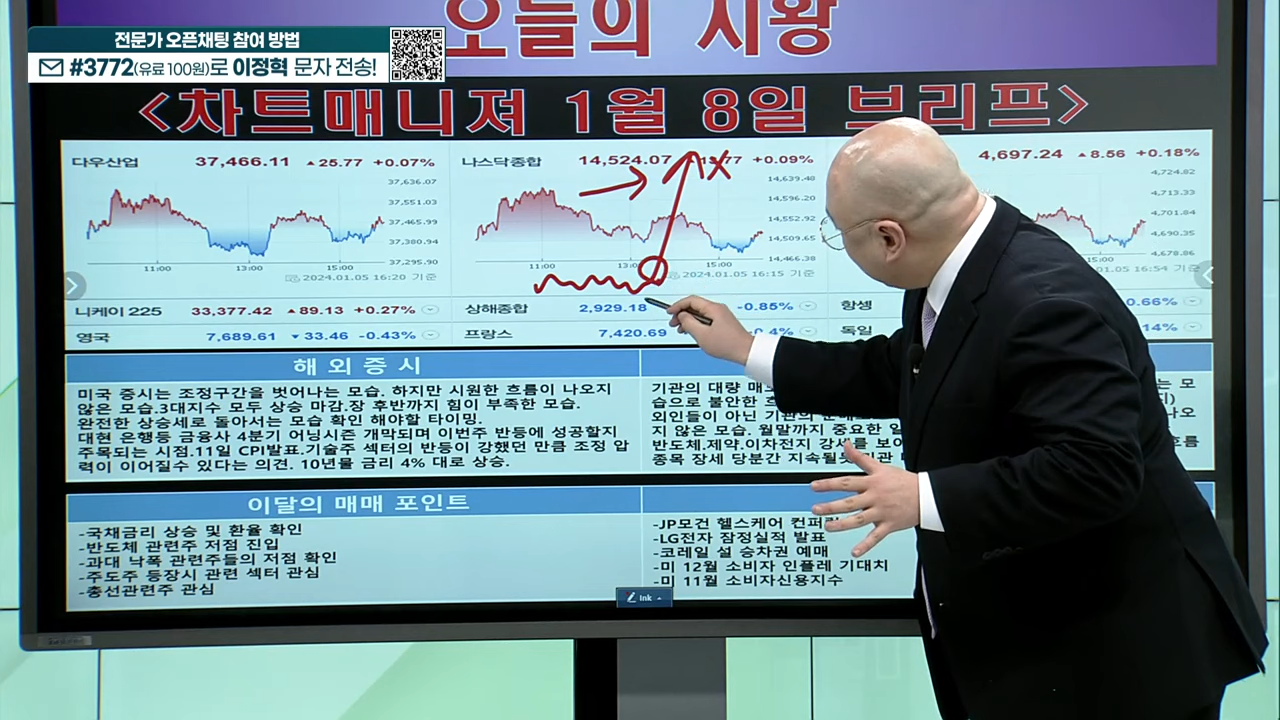 전문가 오픈채팅 참여 방법
#3772(유료 100원)로 이정혁 문자 전송!
오늘의 시황
<차트매니저 1월 8일 브리프>
다우산업 37,466.11 ▲25.77 +0.07%
37,636.07
37,551.03
37,465.99
37,380.94
37,295.90
11:00 13:00 15:00
2024.01.05 16:20 기준
나스닥종합 14,524.07 +0.09%
14,639.48
14,596.20
14,552.92
14,509.65
14,466.38
11:00 13:00 15:00
2024.01.05 16:15 기준
4,697.24 ▲8.56 +0.18%
4,724.82
4,713.33
4,701.84
4,690.35
4,678.86
15:00
16:54 기준
니케이 225 33,377.42 ▲89.13 +0.27%
상해종합 2,929.18 -0.85%
항셍 0.66%
영국 7,689.61 ▼33.46 -0.43%
프랑스 7,420.69
독일 14%
해외증시
미국 증시는 조정구간을 벗어나는 모습. 하지만 시원한 흐름이 나오지
않은 모습.3대지수 모두 상승 마감.장 후반까지 힘이 부족한 모습.
완전한 상승세로 돌아서는 모습 확인 해야할 타이밍.
대현 은행등 금융사 4분기 어닝시즌 개막되며 이번주 반등에 성공할지
주목되는 시점.11일 CPI발표.기술주 섹터의 반등이 강했던 만큼 조정 압
력이 이어질수 있다는 의견. 10년물 금리 4% 대로 상승.
기관의 대량
습으로 불안한
외인들이 아닌 기관의
지 않은 모습. 월말까지 중요한
반도체,제약,이차전지
종목 장세 당분간 지속될듯.기관
이달의 매매 포인트
-국채금리 상승 및 환율 확인
-반도체 관련주 저점 진입
-과대 낙폭 관련주들의 저점 확인
-주도주 등장시 관련 섹터 관심
-총선관련주 관심
-JP모건 헬스케어
-LG전자 잠정실적 발표
-코레일 설 승차권 예매
-미 12월 소비자 인플레 기대치
-미 11월 소비자신용지수
Ink